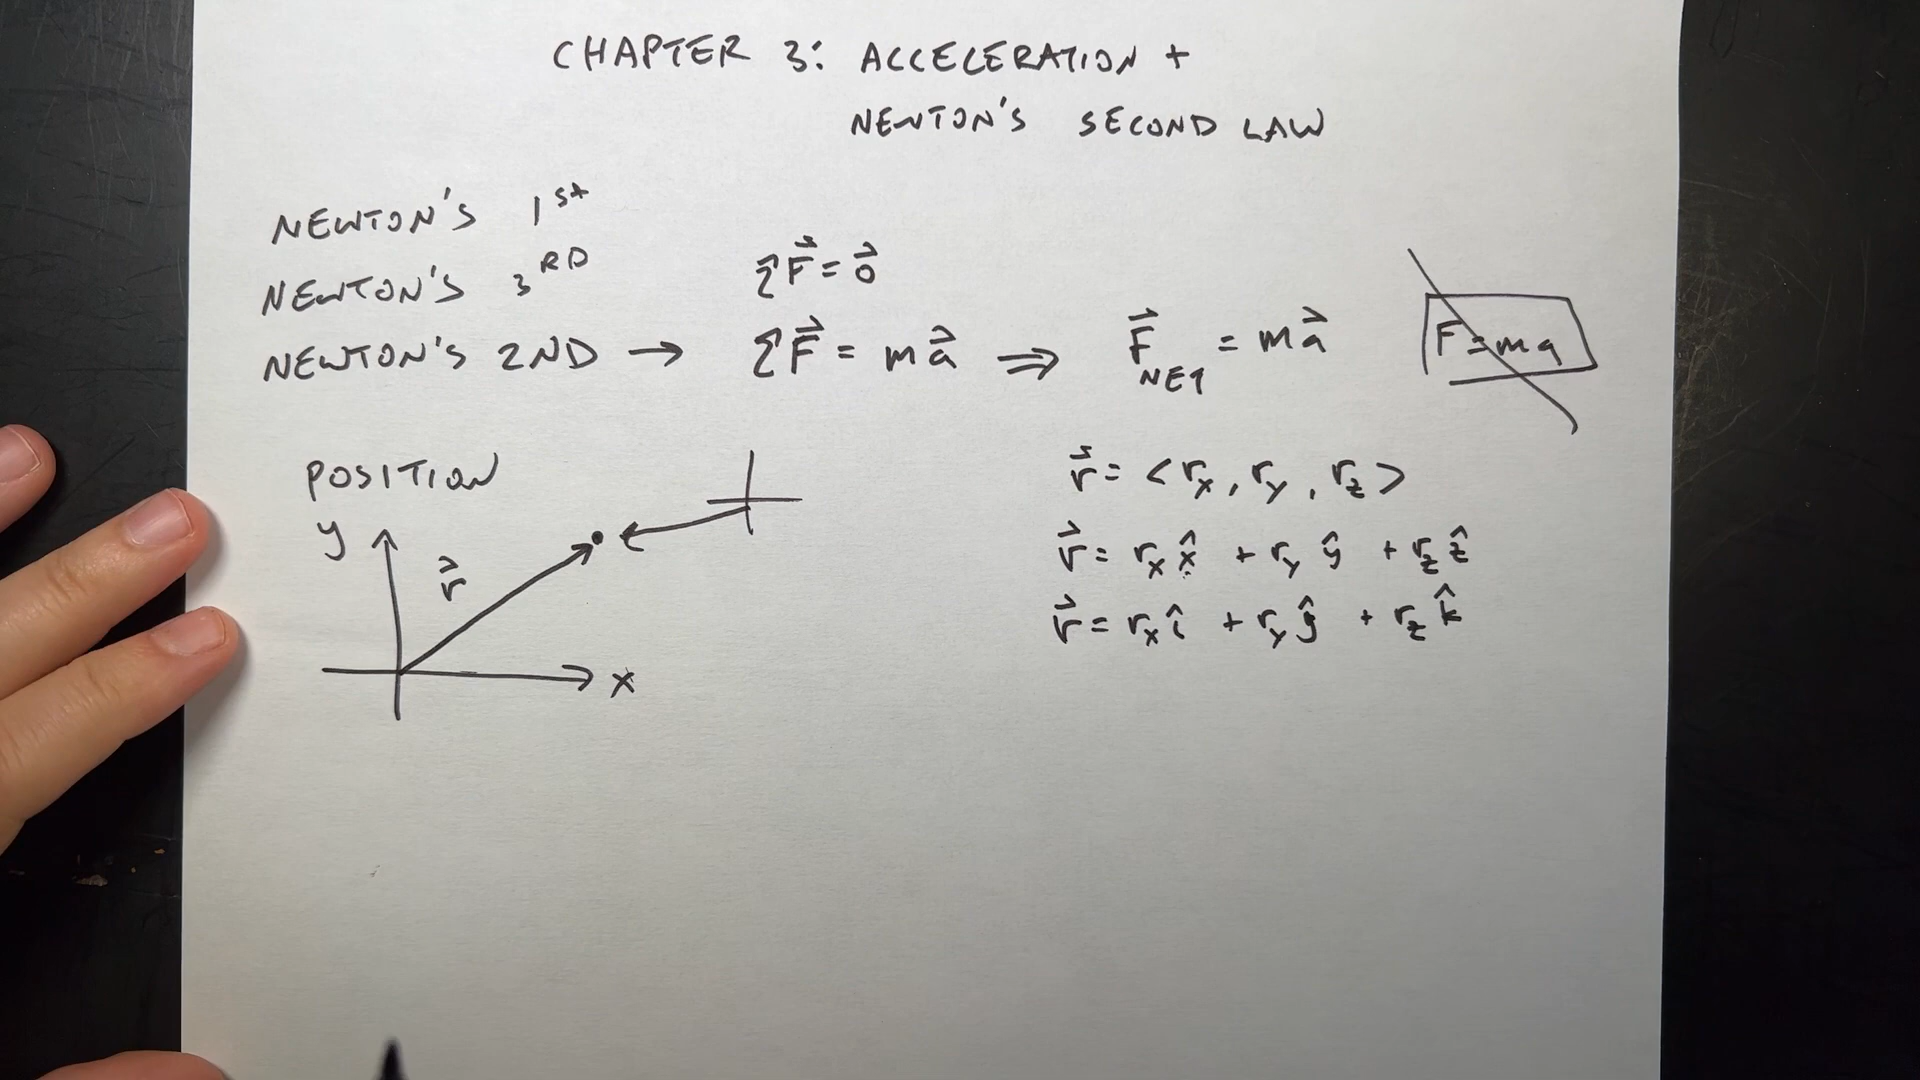 CHAPTER 3: ACCELERATION +
NEWTON'S SECOND LAW
NEWTON'S 1ST
NEWTON'S 3RD
ΣF⃗ = 0⃗
NEWTON'S 2ND → ΣF⃗ = ma⃗ ⇒ F⃗NET = ma⃗
F=ma
POSITION
y
r⃗
x
r⃗ = <rx, ry, rz>
r⃗ = rx x̂ + ry ŷ + rz ẑ
r⃗ = rx î + ry ĵ + rz k̂